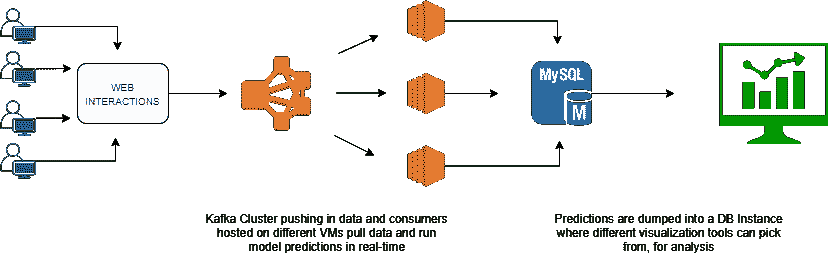 WEB
INTERACTIONS
MySQL
M
Kafka Cluster pushing in data and consumers
hosted on different VMs pull data and run
model predictions in real-time
Predictions are dumped into a DB Instance
where different visualization tools can pick
from, for analysis